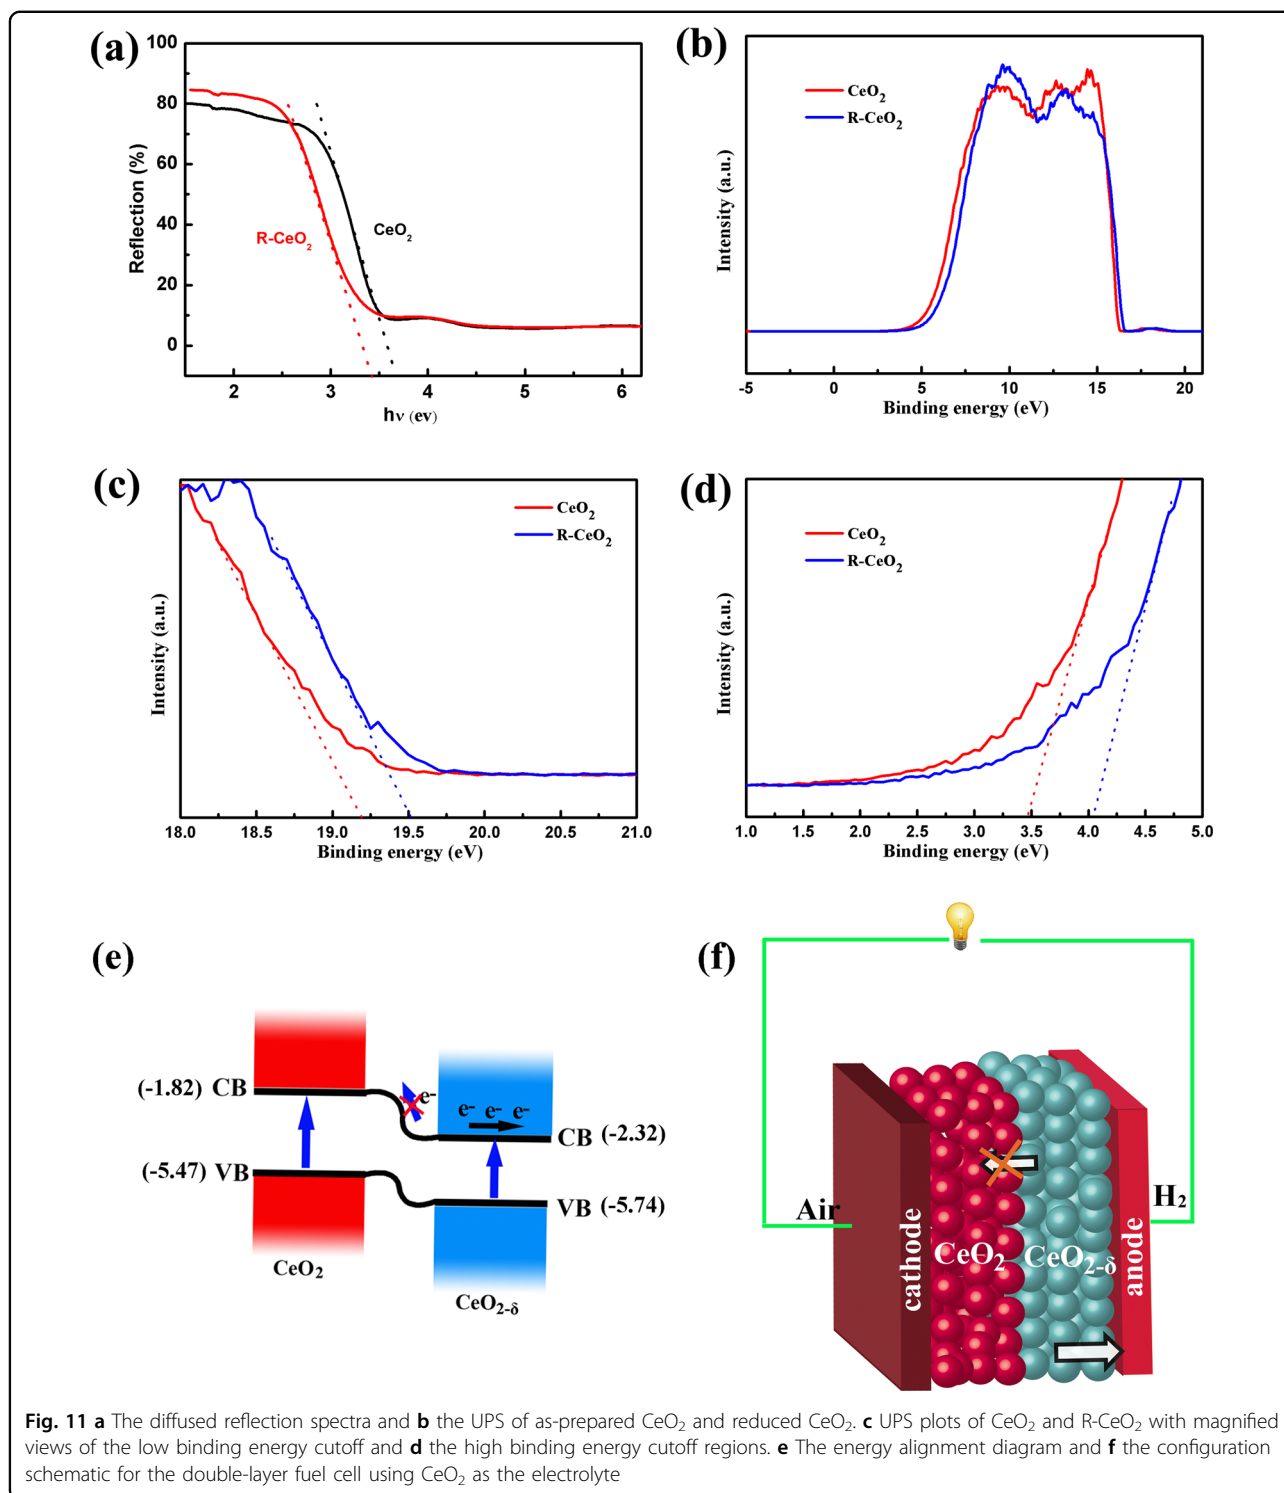 (a)
100
80
60
40
20
0
Reflection (%)
R-CeO2
CeO2
2 3 4 5 6
hν (ev)
(b)
CeO2
R-CeO2
Intensity (a.u.)
-5 0 5 10 15 20
Binding energy (eV)
(c)
CeO2
R-CeO2
Intensity (a.u.)
18.0 18.5 19.0 19.5 20.0 20.5 21.0
Binding energy (eV)
(d)
CeO2
R-CeO2
Intensity (a.u.)
1.0 1.5 2.0 2.5 3.0 3.5 4.0 4.5 5.0
Binding energy (eV)
(e)
(-1.82) CB
e-
e- e- e-
CB (-2.32)
(-5.47) VB
VB (-5.74)
CeO2
CeO2-δ
(f)
Air
H2
cathode
CeO2
CeO2-δ
anode
Fig. 11 a The diffused reflection spectra and b the UPS of as-prepared CeO2 and reduced CeO2. c UPS plots of CeO2 and R-CeO2 with magnified
views of the low binding energy cutoff and d the high binding energy cutoff regions. e The energy alignment diagram and f the configuration
schematic for the double-layer fuel cell using CeO2 as the electrolyte